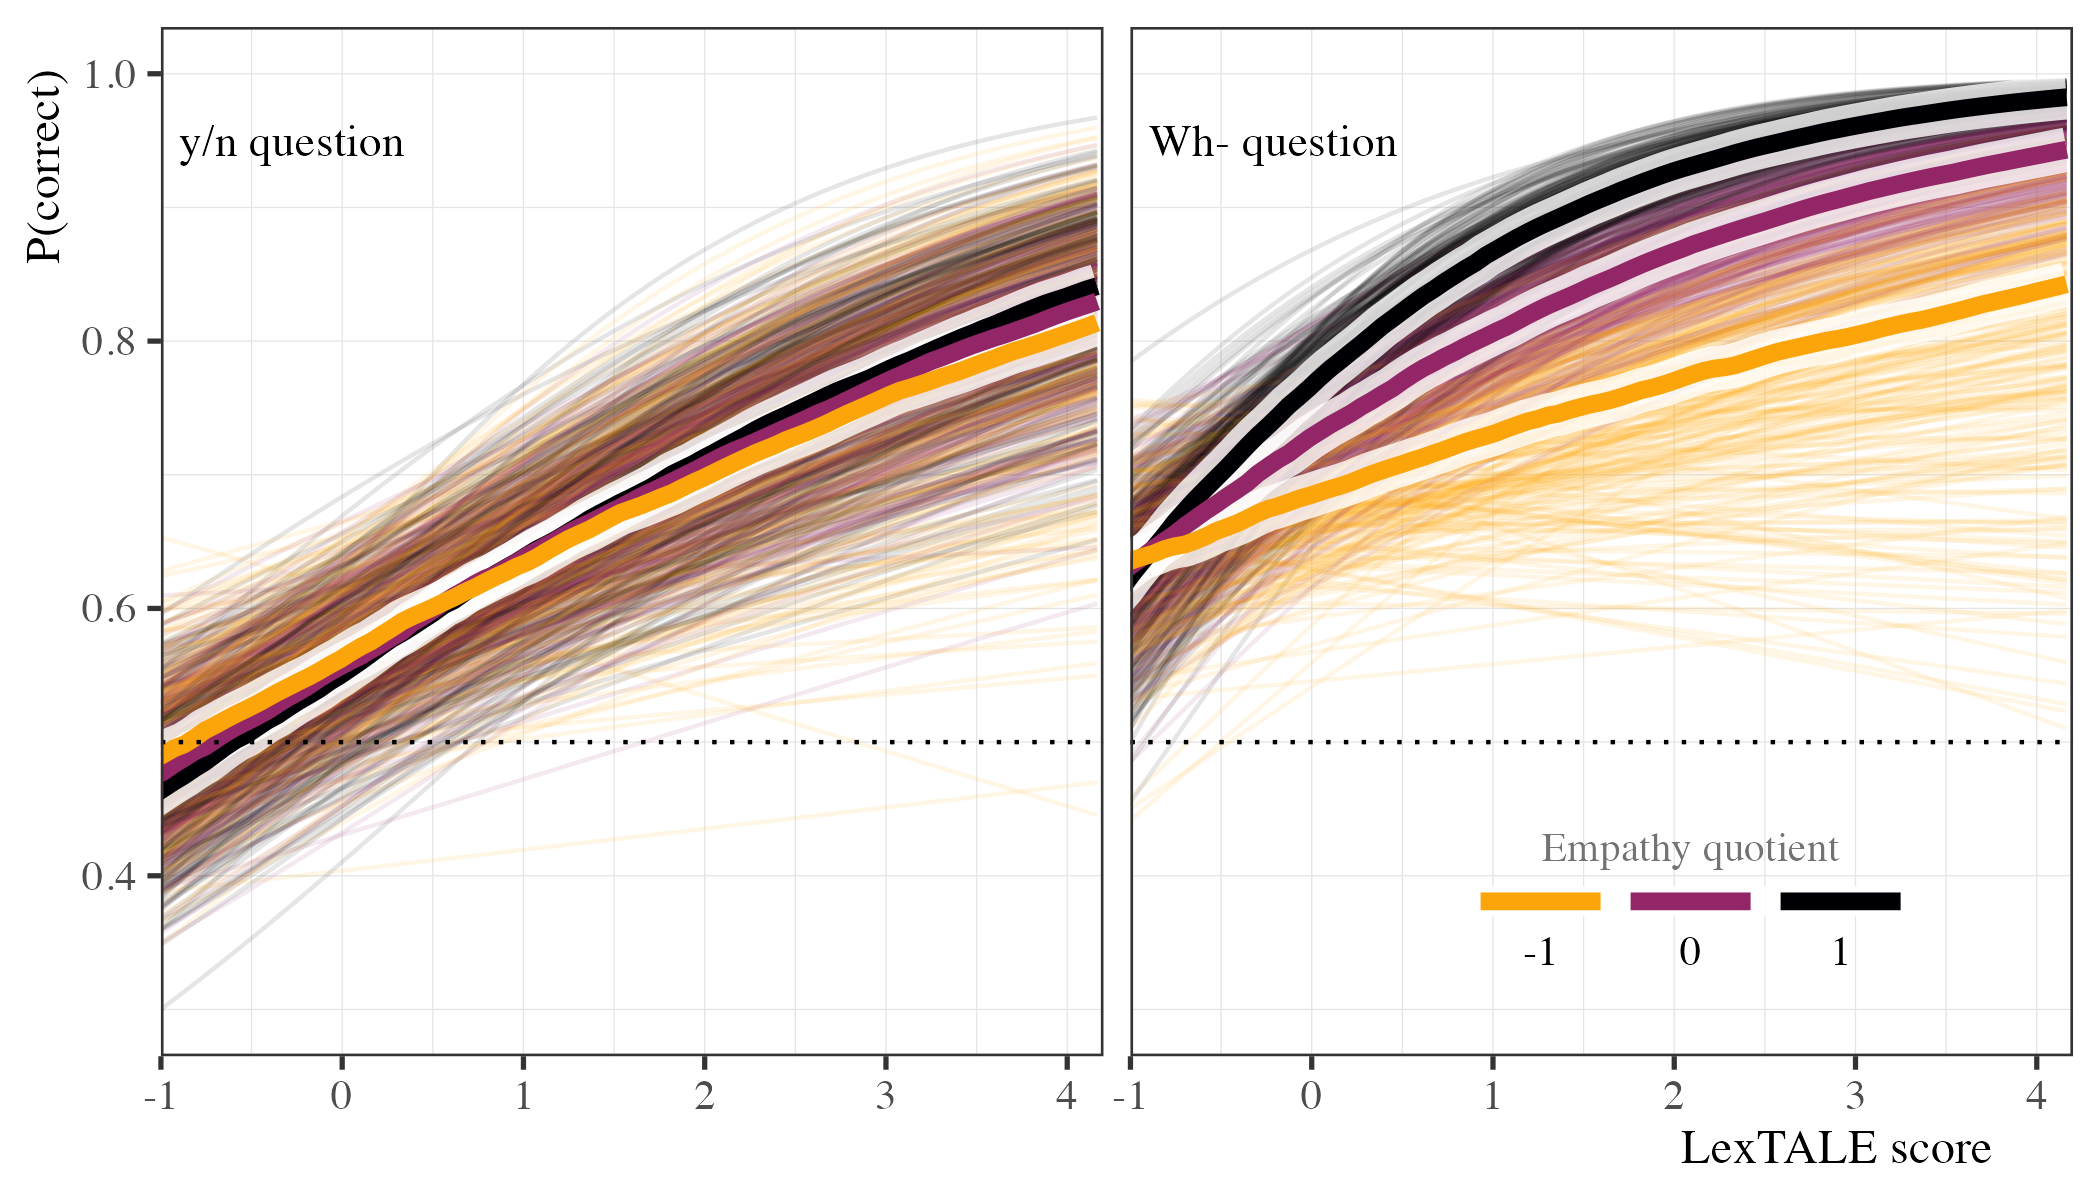 P(correct)
1.0
0.8
0.6
0.4
y/n question
Wh- question
Empathy quotient
-1 0 1
-1 0 1 2 3 4
-1 0 1 2 3 4
LexTALE score